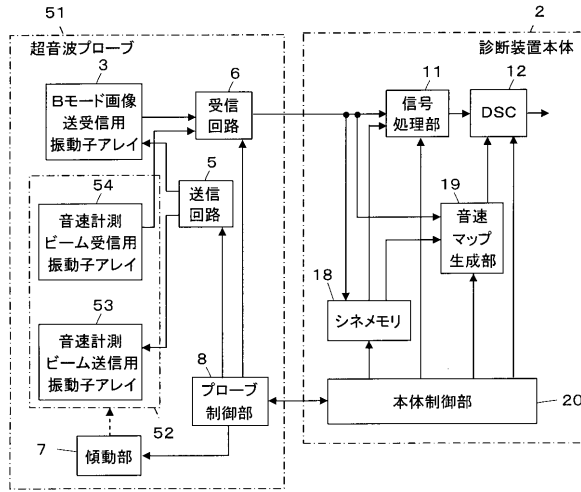 51
超音波プローブ
3
Bモード画像
送受信用
振動子アレイ
6
受信
回路
5
送信
回路
54
音速計測
ビーム受信用
振動子アレイ
53
音速計測
ビーム送信用
振動子アレイ
52
7
傾動部
8
プローブ
制御部
2
診断装置本体
11
信号
処理部
12
DSC
19
音速
マップ
生成部
18
シネメモリ
本体制御部
20